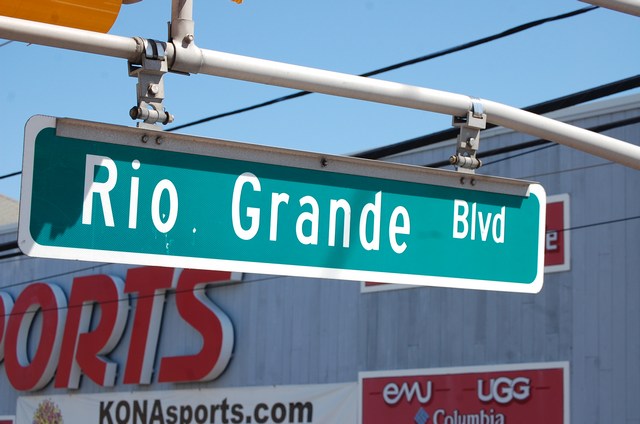 Rio Grande Blvd
PORTS
KONAsports.com
emu UGG
Columbia